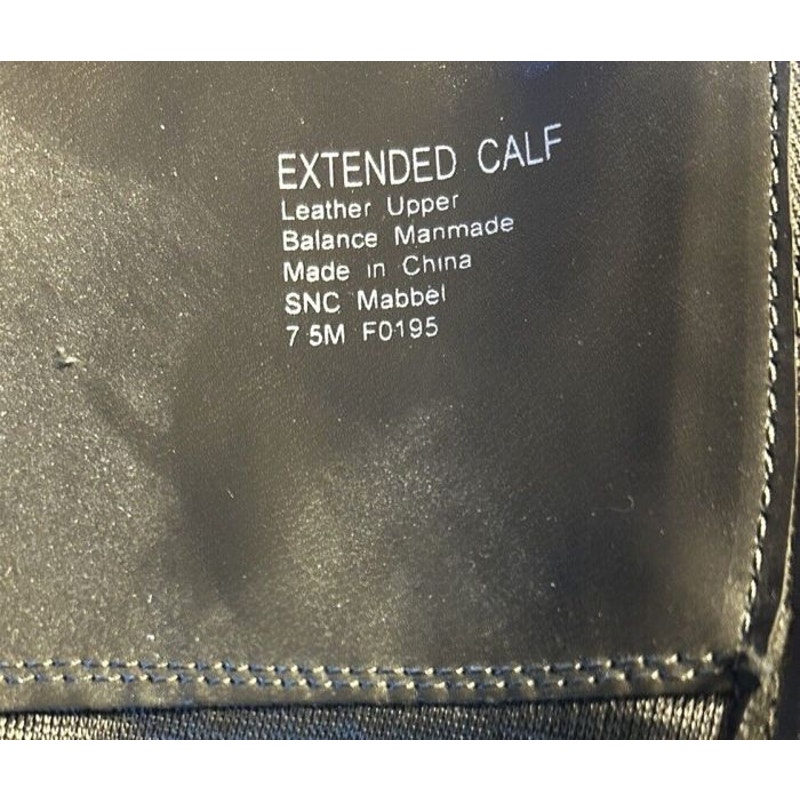 EXTENDED CALF
Leather Upper
Balance Manmade
Made in China
SNC Mabbel
7.5M F0195